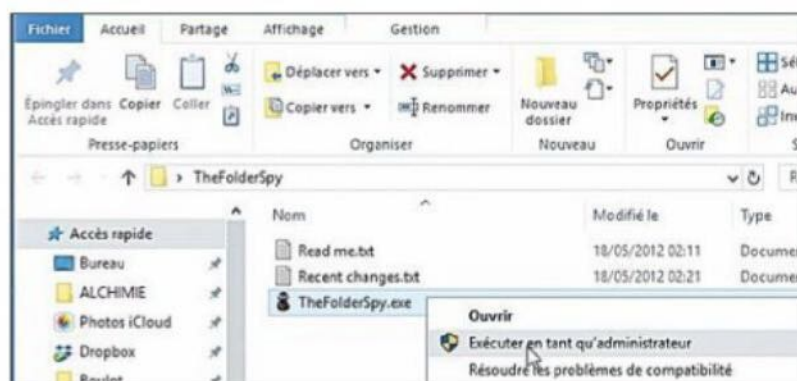 Fichier Accueil Partage Affichage Gestion
Épingler dans Accès rapide
Copier
Coller
Presse-papiers
Déplacer vers
Copier vers
Supprimer
Renommer
Organiser
Nouveau dossier
Nouveau
Propriétés
Ouvrir
TheFolderSpy
Nom Modifié le Type
Accès rapide
Bureau
ALCHIMIE
Photos iCloud
Dropbox
Read me.txt 18/05/2012 02:11 Documen
Recent changes.txt 18/05/2012 02:21 Documen
TheFolderSpy.exe
Ouvrir
Exécuter en tant qu'administrateur
Résoudre les problèmes de compatibilité